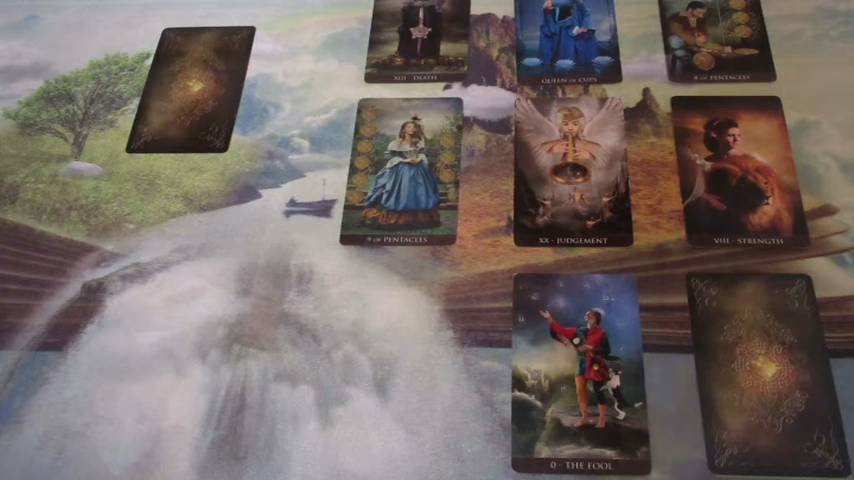 XIII · DEATH
QUEEN OF CUPS
8 OF PENTACLES
9 OF PENTACLES
XX · JUDGEMENT
VIII · STRENGTH
0 · THE FOOL